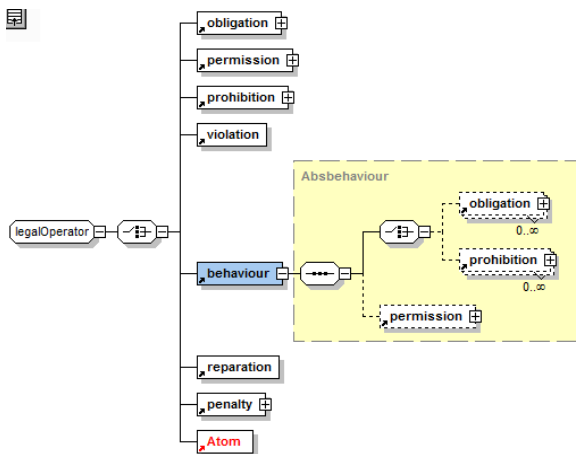 obligation
permission
prohibition
violation
Absbehaviour
legalOperator
obligation
0..∞
behaviour
prohibition
0..∞
permission
reparation
penalty
Atom